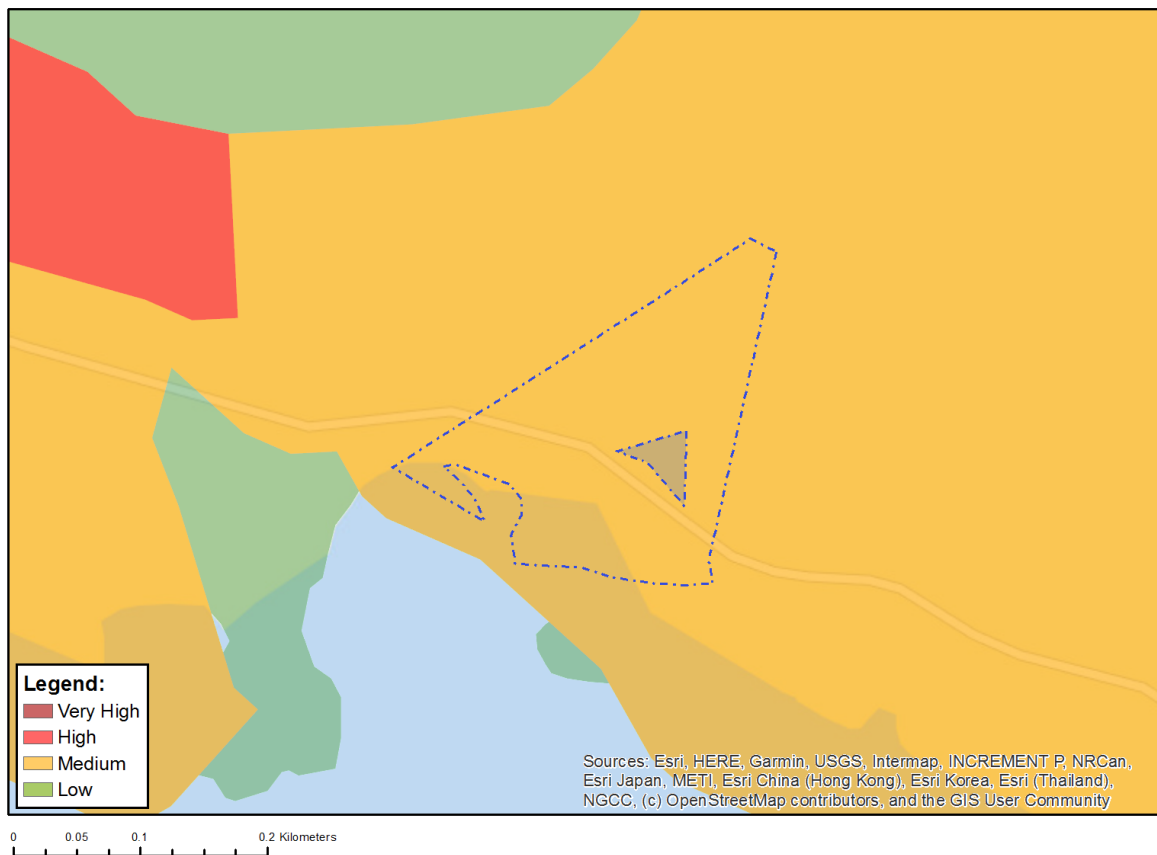 Legend:
Very High
High
Medium
Low
Sources: Esri, HERE, Garmin, USGS, Intermap, INCREMENT P, NRCan,
Esri Japan, METI, Esri China (Hong Kong), Esri Korea, Esri (Thailand),
NGCC, (c) OpenStreetMap contributors, and the GIS User Community
0 0.05 0.1 0.2 Kilometers